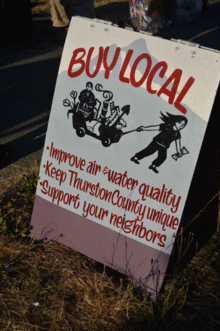 BUY LOCAL
• Improve air & water quality
• Keep Thurston County unique
• Support your neighbors